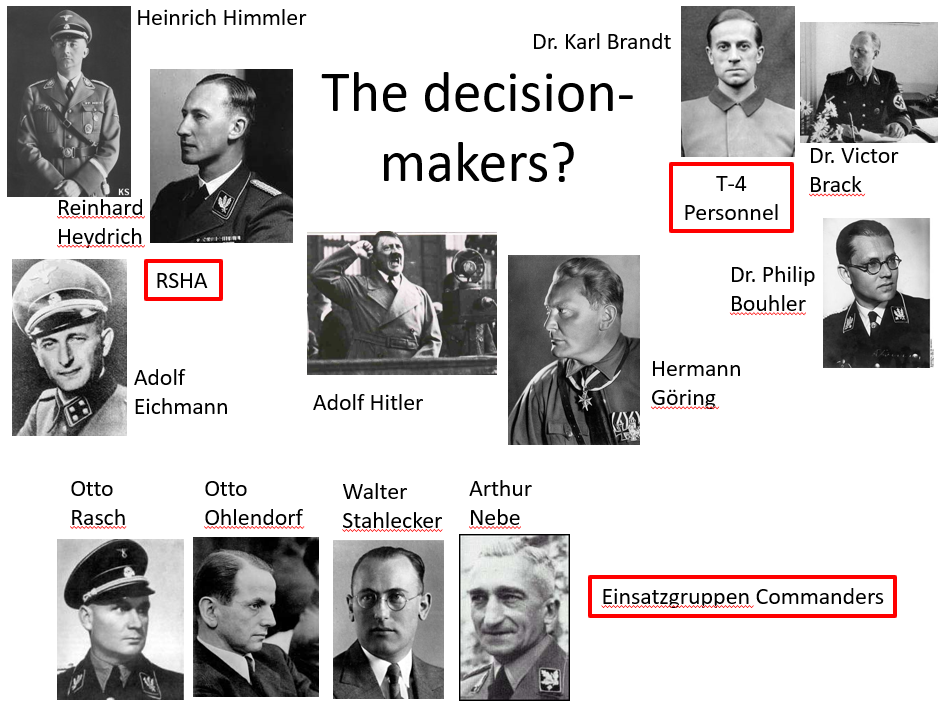 Heinrich Himmler
Dr. Karl Brandt
The decision-
makers?
KS
Dr. Victor
Brack
T-4
Personnel
Reinhard
Heydrich
RSHA
Dr. Philip
Bouhler
Adolf
Eichmann
Adolf Hitler
Hermann
Göring
Otto
Rasch
Otto
Ohlendorf
Walter
Stahlecker
Arthur
Nebe
Einsatzgruppen Commanders